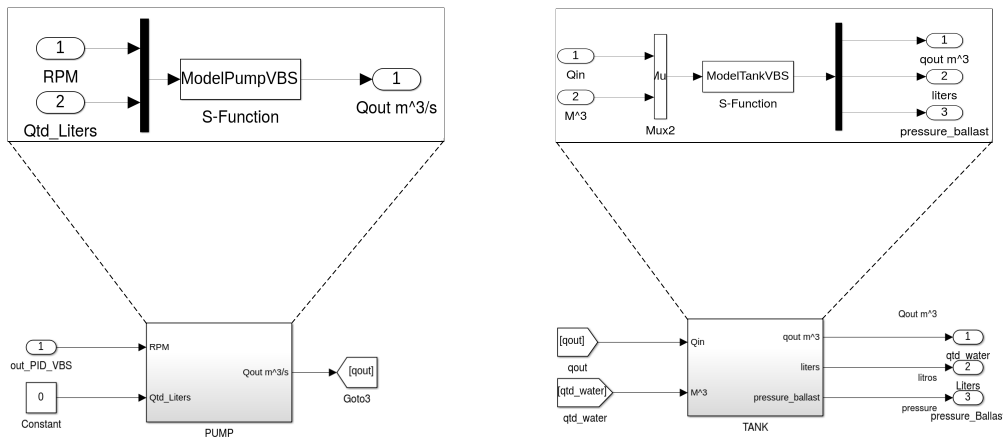 1
RPM
2
Qtd_Liters
ModelPumpVBS
S-Function
1
Qout m^3/s
1
Qin
2
M^3
Mu
Mux2
ModelTankVBS
S-Function
1
qout m^3
2
liters
3
pressure_ballast
1
out_PID_VBS
0
Constant
RPM
Qtd_Liters
Qout m^3/s
PUMP
[qout]
Goto3
[qout]
qout
[qtd_water]
qtd_water
Qin
M^3
qout m^3
liters
pressure_ballast
TANK
Qout m^3
1
qtd_water
litros
2
Liters
pressure
3
pressure_Ballas